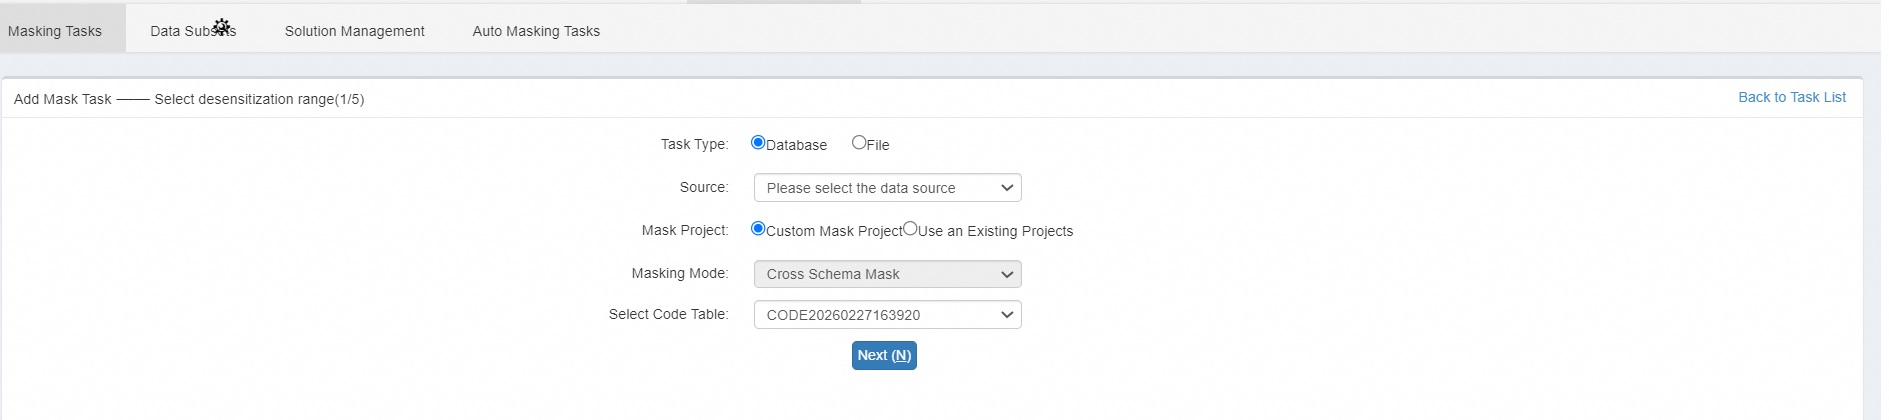 Masking Tasks Data Subsets Solution Management Auto Masking Tasks
Add Mask Task —— Select desensitization range(1/5) Back to Task List
Task Type: Database File
Source: Please select the data source
Mask Project: Custom Mask Project Use an Existing Projects
Masking Mode: Cross Schema Mask
Select Code Table: CODE20260227163920
Next (N)